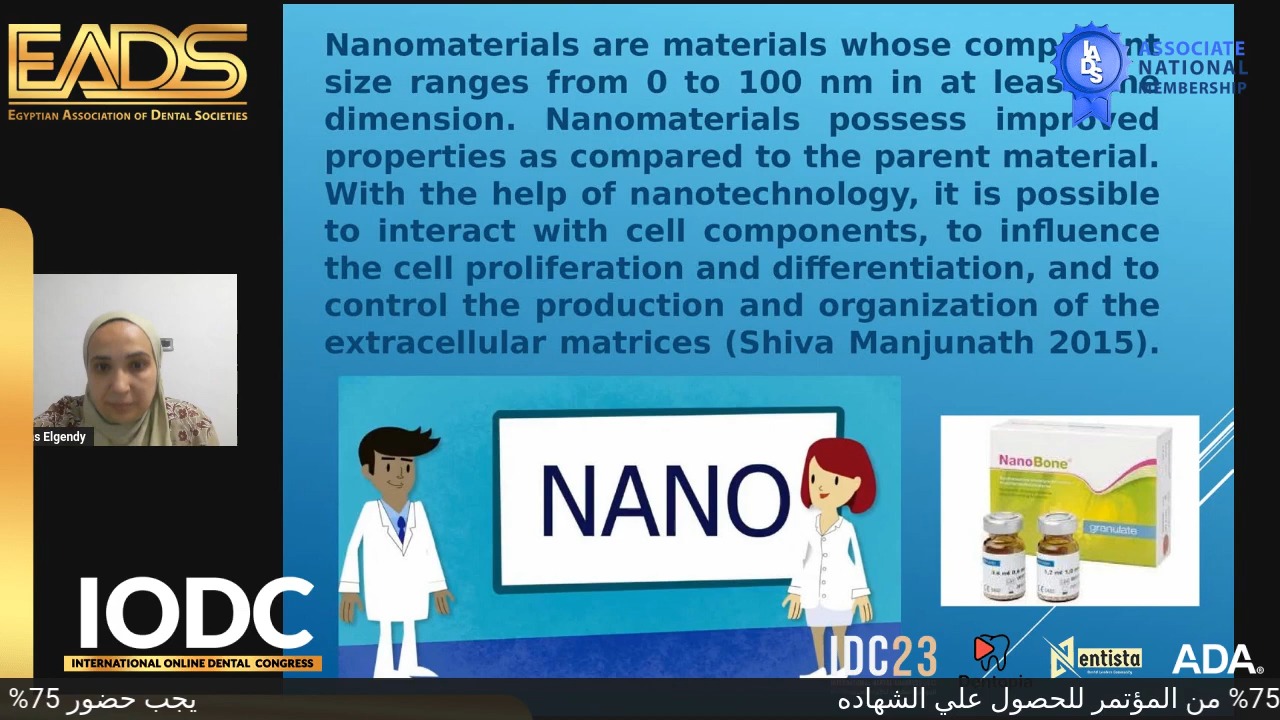 EADS
EGYPTIAN ASSOCIATION OF DENTAL SOCIETIES
Nanomaterials are materials whose
size ranges from 0 to 100 nm in at
dimension. Nanomaterials possess improved
properties as compared to the parent material.
With the help of nanotechnology, it is possible
to interact with cell components, to influence
the cell proliferation and differentiation, and to
control the production and organization of the
extracellular matrices (Shiva Manjunath 2015).
IADS
ASSOCIATE
NATIONAL
MEMBERSHIP
Elgendy
NANO
NanoBone
granulate
IODC
INTERNATIONAL ONLINE DENTAL CONGRESS
IDC23
Dentista
ADA
يجب حضور 75%
75% من المؤتمر للحصول علي الشهاده